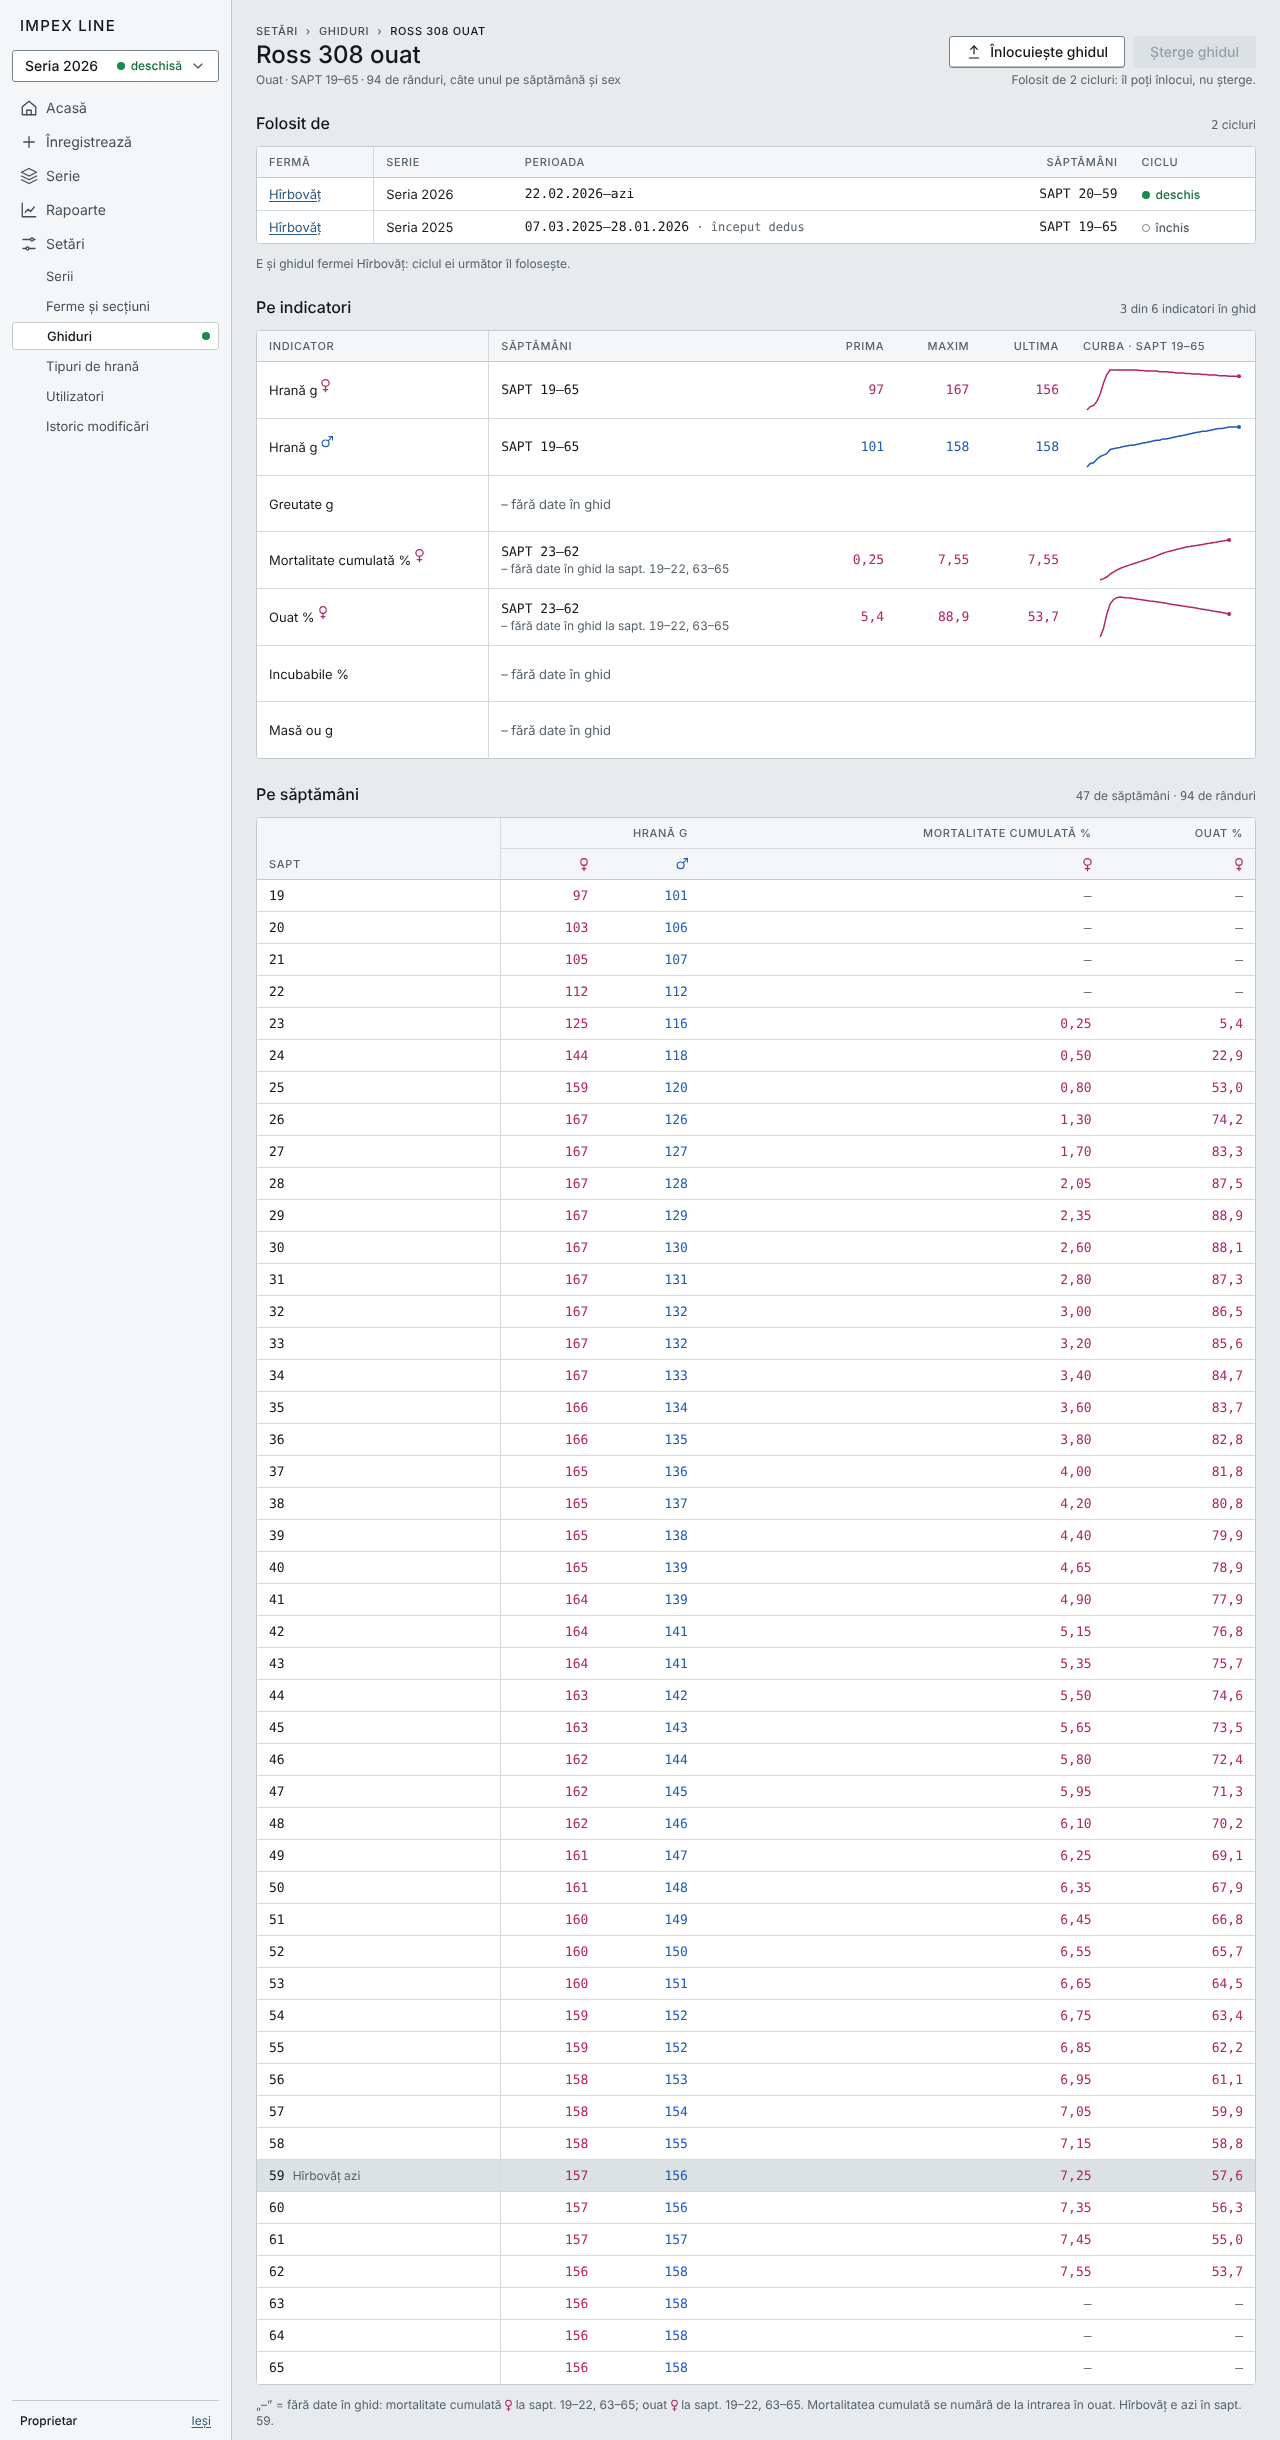 IMPEX LINE
Seria 2026 deschisă
Acasă
Înregistrează
Serie
Rapoarte
Setări
Serii
Ferme și secțiuni
Ghiduri
Tipuri de hrană
Utilizatori
Istoric modificări
Proprietar Ieși
SETĂRI › GHIDURI › ROSS 308 OUAT
Ross 308 ouat
Ouat · SAPT 19–65 · 94 de rânduri, câte unul pe săptămână și sex
Înlocuiește ghidul Șterge ghidul
Folosit de 2 cicluri: îl poți înlocui, nu șterge.
Folosit de 2 cicluri
FERMĂ SERIE PERIOADA SĂPTĂMÂNI CICLU
Hîrbovăț Seria 2026 22.02.2026–azi SAPT 20–59 deschis
Hîrbovăț Seria 2025 07.03.2025–28.01.2026 · început dedus SAPT 19–65 închis
E și ghidul fermei Hîrbovăț: ciclul ei următor îl folosește.
Pe indicatori 3 din 6 indicatori în ghid
INDICATOR SĂPTĂMÂNI PRIMA MAXIM ULTIMA CURBA · SAPT 19–65
Hrană g ♀ SAPT 19–65 97 167 156
Hrană g ♂ SAPT 19–65 101 158 158
Greutate g – fără date în ghid
Mortalitate cumulată % ♀ SAPT 23–62 0,25 7,55 7,55
– fără date în ghid la sapt. 19–22, 63–65
Ouat % ♀ SAPT 23–62 5,4 88,9 53,7
– fără date în ghid la sapt. 19–22, 63–65
Incubabile % – fără date în ghid
Masă ou g – fără date în ghid
Pe săptămâni 47 de săptămâni · 94 de rânduri
HRANĂ G MORTALITATE CUMULATĂ % OUAT %
SAPT ♀ ♂ ♀ ♀
19 97 101 – –
20 103 106 – –
21 105 107 – –
22 112 112 – –
23 125 116 0,25 5,4
24 144 118 0,50 22,9
25 159 120 0,80 53,0
26 167 126 1,30 74,2
27 167 127 1,70 83,3
28 167 128 2,05 87,5
29 167 129 2,35 88,9
30 167 130 2,60 88,1
31 167 131 2,80 87,3
32 167 132 3,00 86,5
33 167 132 3,20 85,6
34 167 133 3,40 84,7
35 166 134 3,60 83,7
36 166 135 3,80 82,8
37 165 136 4,00 81,8
38 165 137 4,20 80,8
39 165 138 4,40 79,9
40 165 139 4,65 78,9
41 164 139 4,90 77,9
42 164 141 5,15 76,8
43 164 141 5,35 75,7
44 163 142 5,50 74,6
45 163 143 5,65 73,5
46 162 144 5,80 72,4
47 162 145 5,95 71,3
48 162 146 6,10 70,2
49 161 147 6,25 69,1
50 161 148 6,35 67,9
51 160 149 6,45 66,8
52 160 150 6,55 65,7
53 160 151 6,65 64,5
54 159 152 6,75 63,4
55 159 152 6,85 62,2
56 158 153 6,95 61,1
57 158 154 7,05 59,9
58 158 155 7,15 58,8
59 Hîrbovăț azi 157 156 7,25 57,6
60 157 156 7,35 56,3
61 157 157 7,45 55,0
62 156 158 7,55 53,7
63 156 158 – –
64 156 158 – –
65 156 158 – –
„–” = fără date în ghid: mortalitate cumulată ♀ la sapt. 19–22, 63–65; ouat ♀ la sapt. 19–22, 63–65. Mortalitatea cumulată se numără de la intrarea în ouat. Hîrbovăț e azi în sapt.
59.